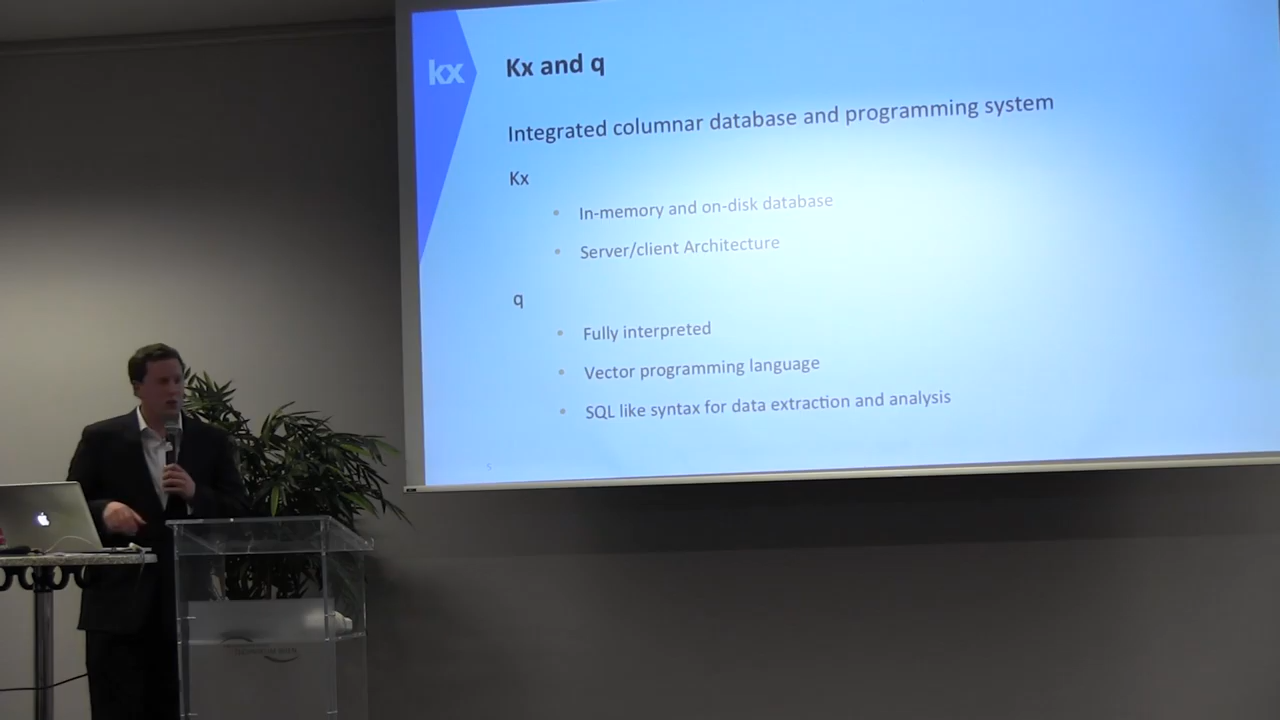 kx
Kx and q
Integrated columnar database and programming system
Kx
• In-memory and on-disk database
• Server/client Architecture
q
• Fully interpreted
• Vector programming language
• SQL like syntax for data extraction and analysis
5